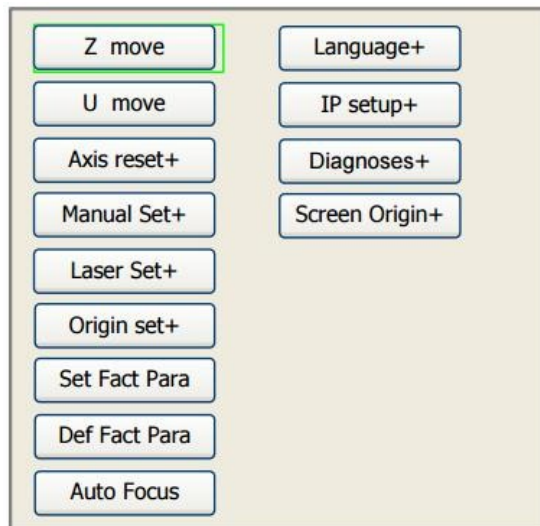 Z move
U move
Axis reset+
Manual Set+
Laser Set+
Origin set+
Set Fact Para
Def Fact Para
Auto Focus
Language+
IP setup+
Diagnoses+
Screen Origin+